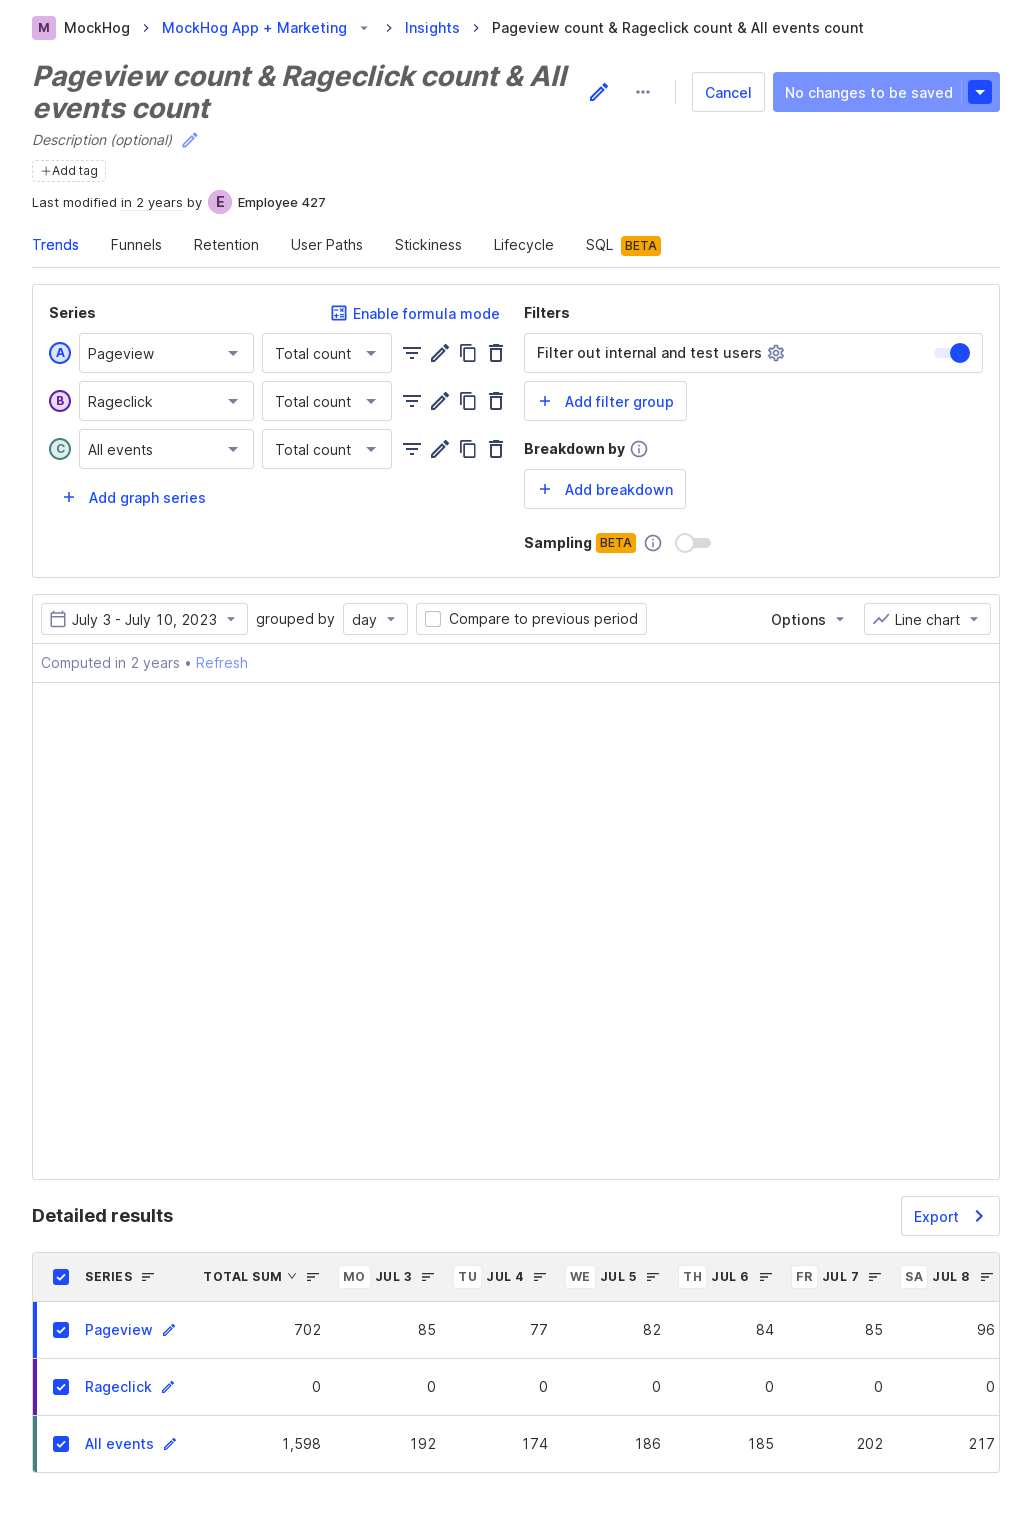 M MockHog > MockHog App + Marketing > Insights > Pageview count & Rageclick count & All events count
Pageview count & Rageclick count & All
events count
Cancel
No changes to be saved
Description (optional)
+Add tag
Last modified in 2 years by E Employee 427
Trends Funnels Retention User Paths Stickiness Lifecycle SQL BETA
Series
Enable formula mode
A Pageview Total count
B Rageclick Total count
C All events Total count
+ Add graph series
Filters
Filter out internal and test users
+ Add filter group
Breakdown by
+ Add breakdown
Sampling BETA
July 3 - July 10, 2023 grouped by day Compare to previous period Options Line chart
Computed in 2 years • Refresh
Detailed results
Export
SERIES TOTAL SUM MO JUL 3 TU JUL 4 WE JUL 5 TH JUL 6 FR JUL 7 SA JUL 8
Pageview 702 85 77 82 84 85 96
Rageclick 0 0 0 0 0 0 0
All events 1,598 192 174 186 185 202 217